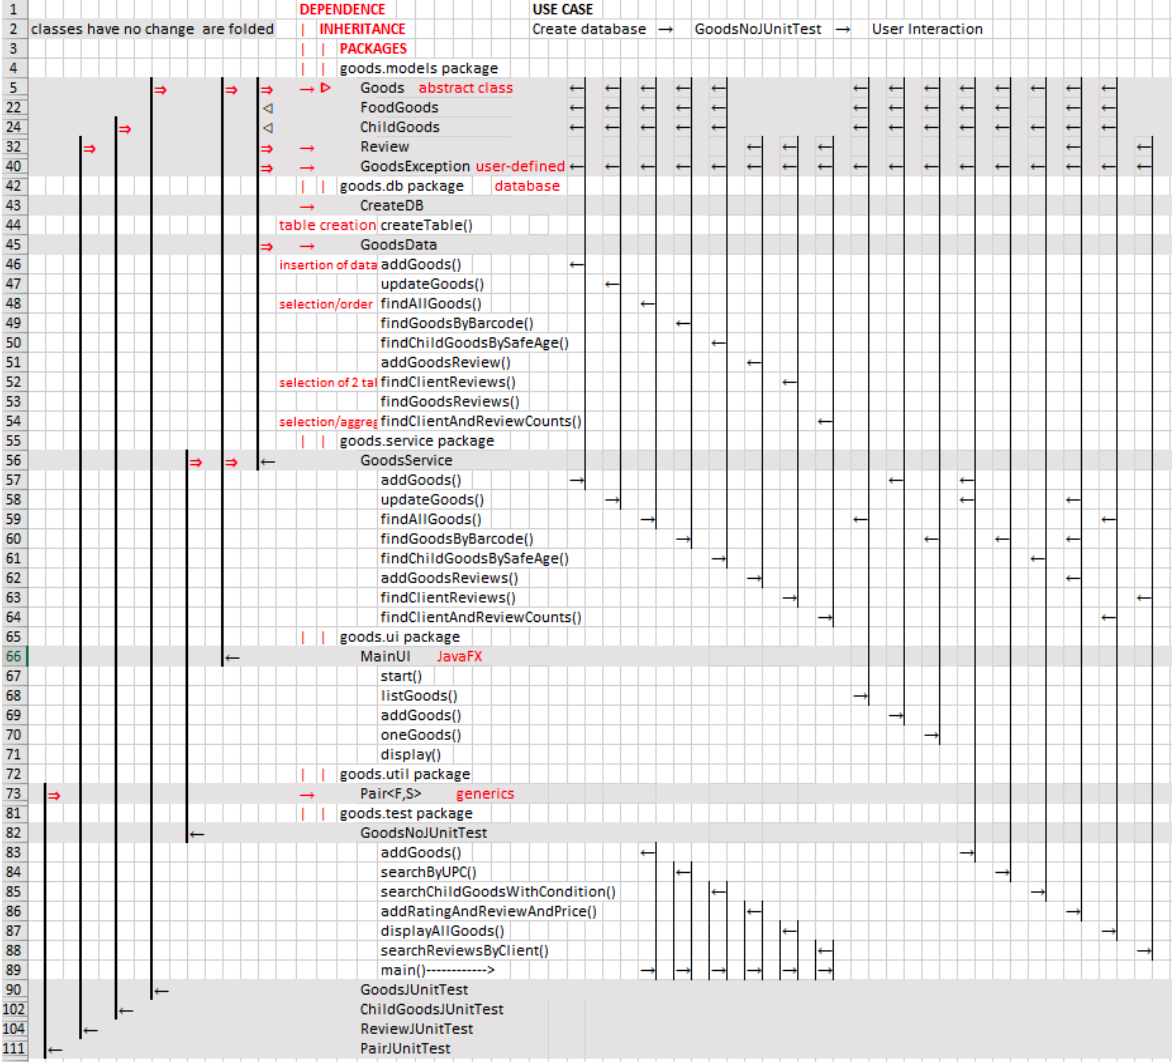 1 DEPENDENCE USE CASE
2 classes have no change are folded | INHERITANCE Create database → GoodsNoJUnitTest → User Interaction
3 | | PACKAGES
4 | | goods.models package
5 Goods abstract class
22 FoodGoods
24 ChildGoods
32 Review
40 GoodsException user-defined
42 | | goods.db package database
43 CreateDB
44 table creation createTable()
45 GoodsData
46 insertion of data addGoods()
47 updateGoods()
48 selection/order findAllGoods()
49 findGoodsByBarcode()
50 findChildGoodsBySafeAge()
51 addGoodsReview()
52 selection of 2 tal findClientReviews()
53 findGoodsReviews()
54 selection/aggreg findClientAndReviewCounts()
55 | | goods.service package
56 GoodsService
57 addGoods()
58 updateGoods()
59 findAllGoods()
60 findGoodsByBarcode()
61 findChildGoodsBySafeAge()
62 addGoodsReviews()
63 findClientReviews()
64 findClientAndReviewCounts()
65 | | goods.ui package
66 MainUI JavaFX
67 start()
68 listGoods()
69 addGoods()
70 oneGoods()
71 display()
72 | | goods.util package
73 Pair<F,S> generics
81 | | goods.test package
82 GoodsNoJUnitTest
83 addGoods()
84 searchByUPC()
85 searchChildGoodsWithCondition()
86 addRatingAndReviewAndPrice()
87 displayAllGoods()
88 searchReviewsByClient()
89 main()------------>
90 GoodsJUnitTest
102 ChildGoodsJUnitTest
104 ReviewJUnitTest
111 PairJUnitTest